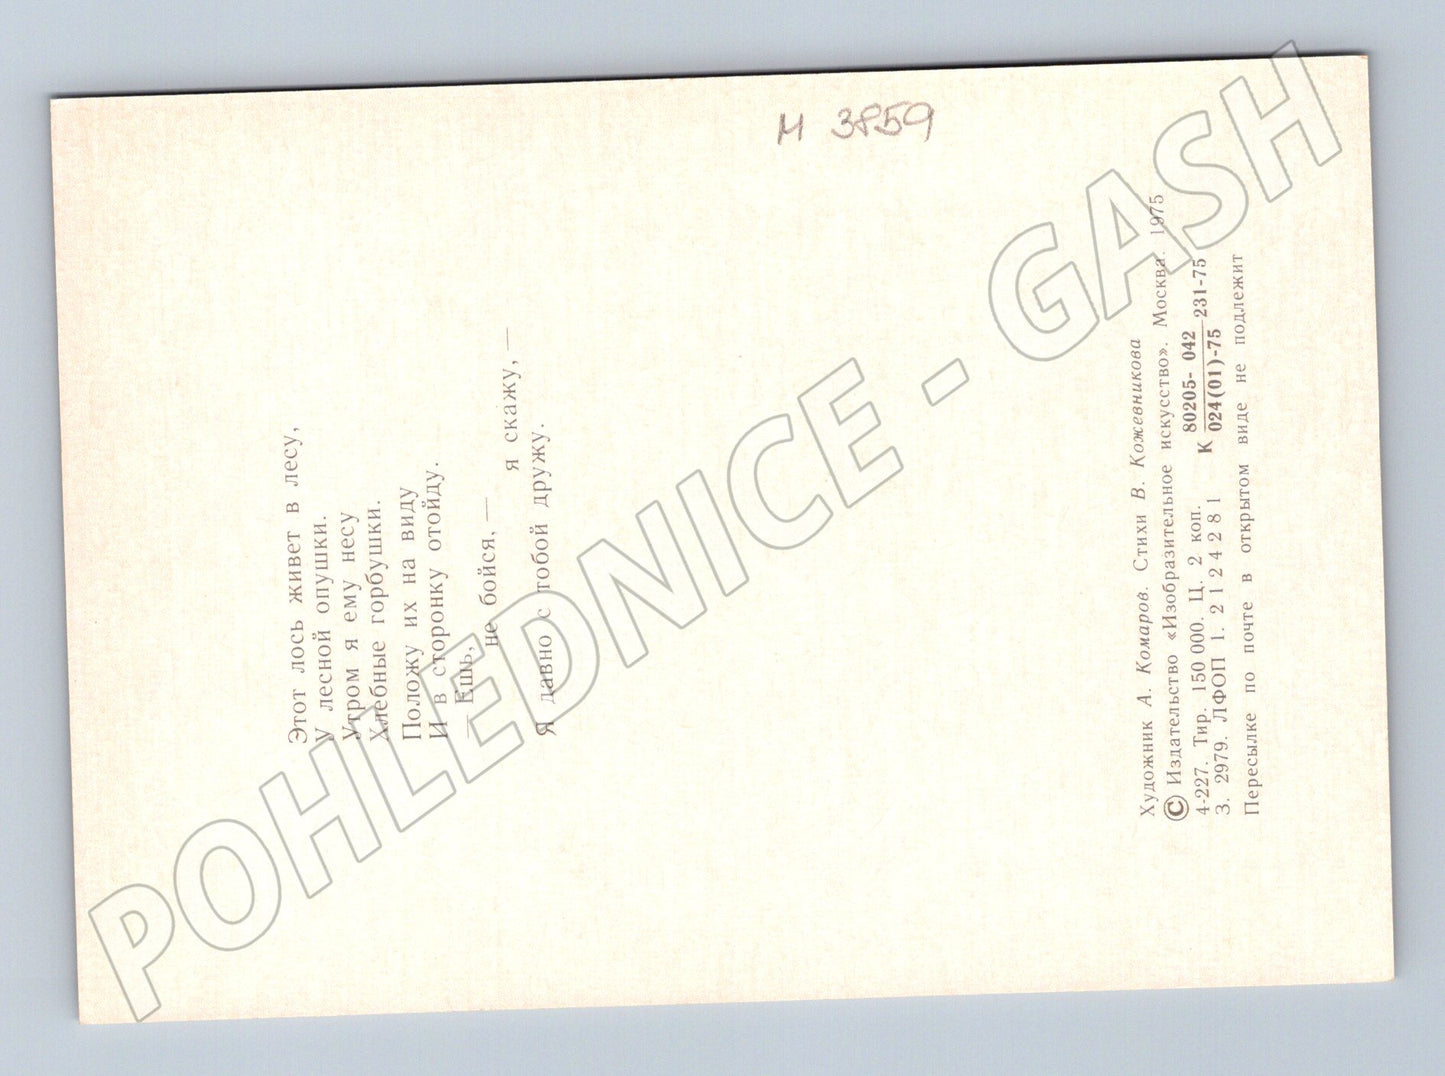 М 3859
Этот лось живет в лесу,
У лесной опушки.
Утром я ему несу
Хлебные горбушки.
Положу их на виду
И в сторонку отойду.
— Ешь,
не бойся, —
я скажу, —
Я давно с тобой дружу.
Художник А. Комаров. Стихи В. Кожевникова
© Издательство «Изобразительное искусство». Москва. 1975
4-227. Тир. 150 000. Ц. 2 коп. К 80205-042 / 024(01)-75 231-75
З. 2979. ЛФОП 1. 2 1 2 4 2 8 1
Пересылке по почте в открытом виде не подлежит
POHLEDNICE - GASH